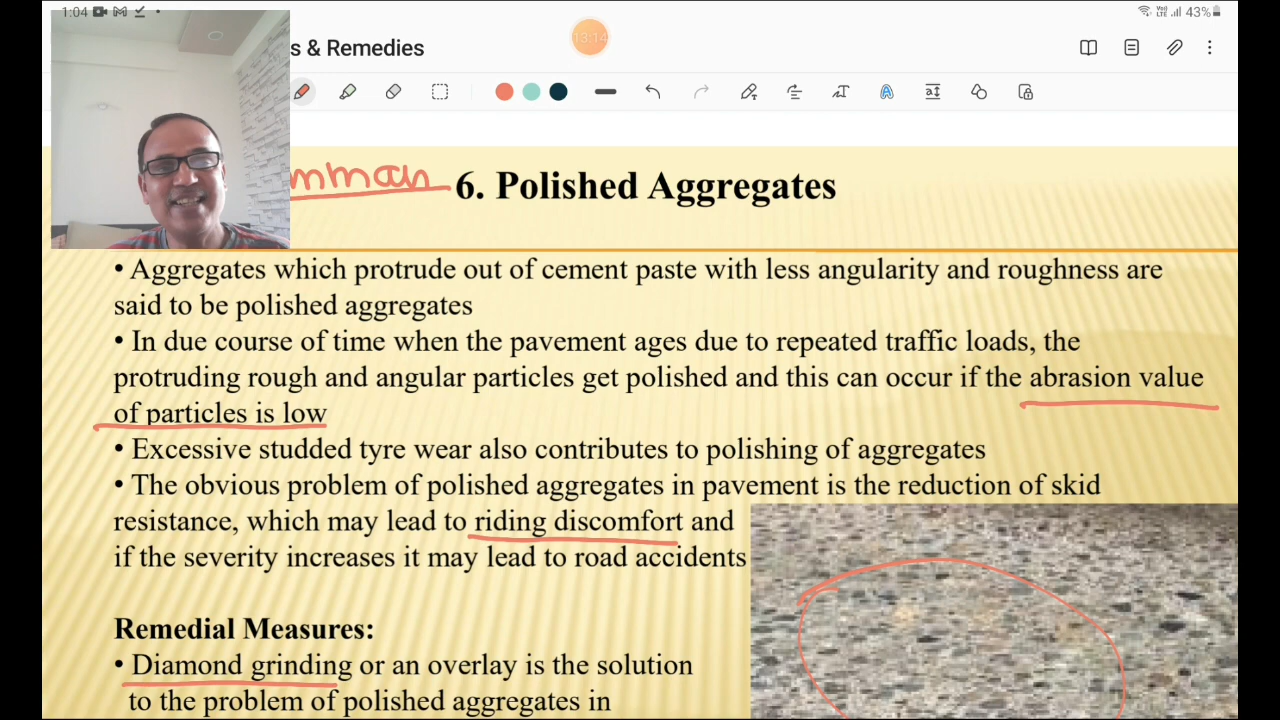 1:04
43%
s & Remedies
13:14
6. Polished Aggregates
• Aggregates which protrude out of cement paste with less angularity and roughness are
said to be polished aggregates
• In due course of time when the pavement ages due to repeated traffic loads, the
protruding rough and angular particles get polished and this can occur if the abrasion value
of particles is low
• Excessive studded tyre wear also contributes to polishing of aggregates
• The obvious problem of polished aggregates in pavement is the reduction of skid
resistance, which may lead to riding discomfort and
if the severity increases it may lead to road accidents
Remedial Measures:
• Diamond grinding or an overlay is the solution
to the problem of polished aggregates in